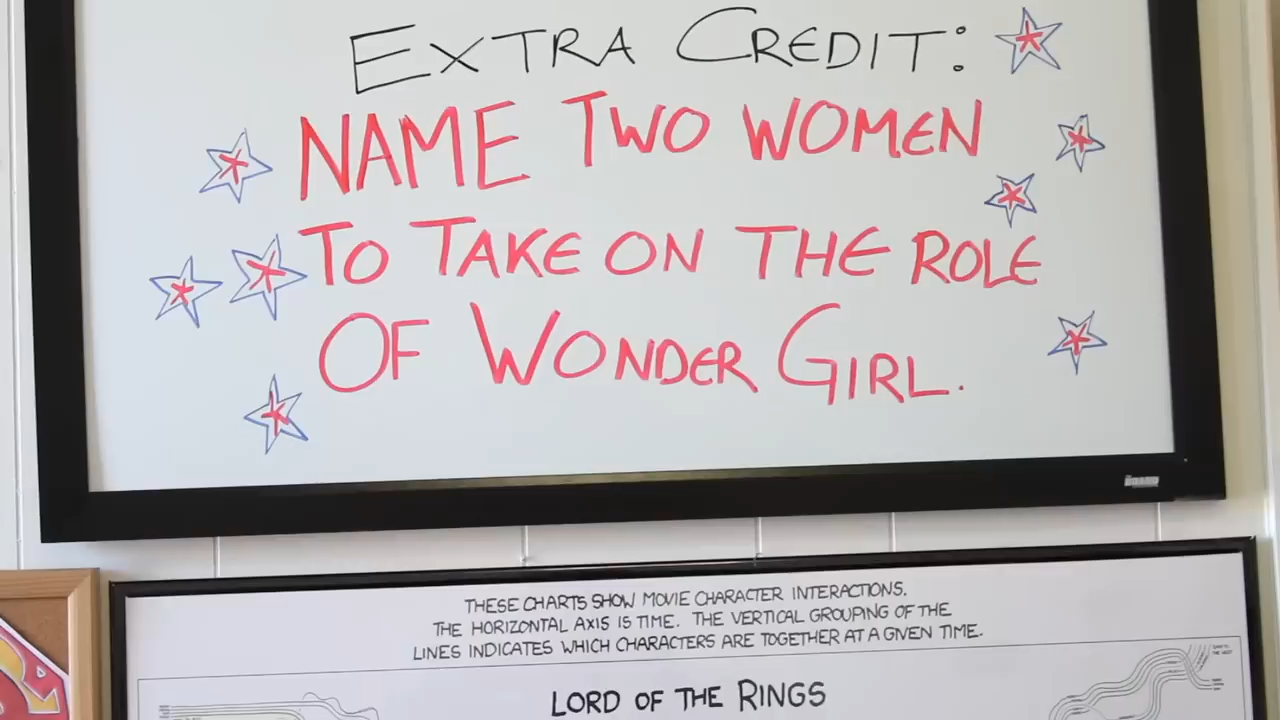 EXTRA CREDIT:
NAME TWO WOMEN
TO TAKE ON THE ROLE
OF WONDER GIRL.
THESE CHARTS SHOW MOVIE CHARACTER INTERACTIONS.
THE HORIZONTAL AXIS IS TIME. THE VERTICAL GROUPING OF THE
LINES INDICATES WHICH CHARACTERS ARE TOGETHER AT A GIVEN TIME.
LORD OF THE RINGS